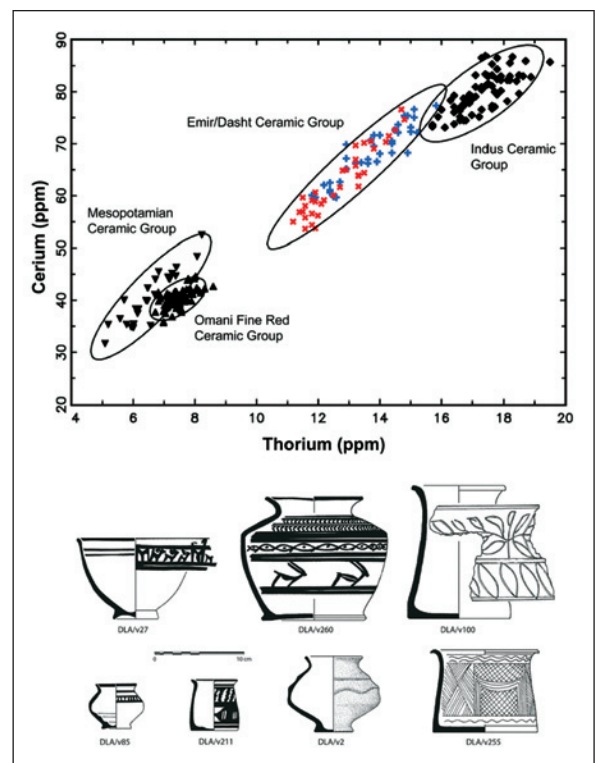 90
80
70
60
50
40
30
20
Cerium (ppm)
Emir/Dasht Ceramic Group
Indus Ceramic
Group
Mesopotamian
Ceramic Group
Omani Fine Red
Ceramic Group
4 6 8 10 12 14 16 18 20
Thorium (ppm)
DLA/v27
DLA/v260
DLA/v100
0 10 cm
DLA/v85
DLA/v211
DLA/v2
DLA/v255